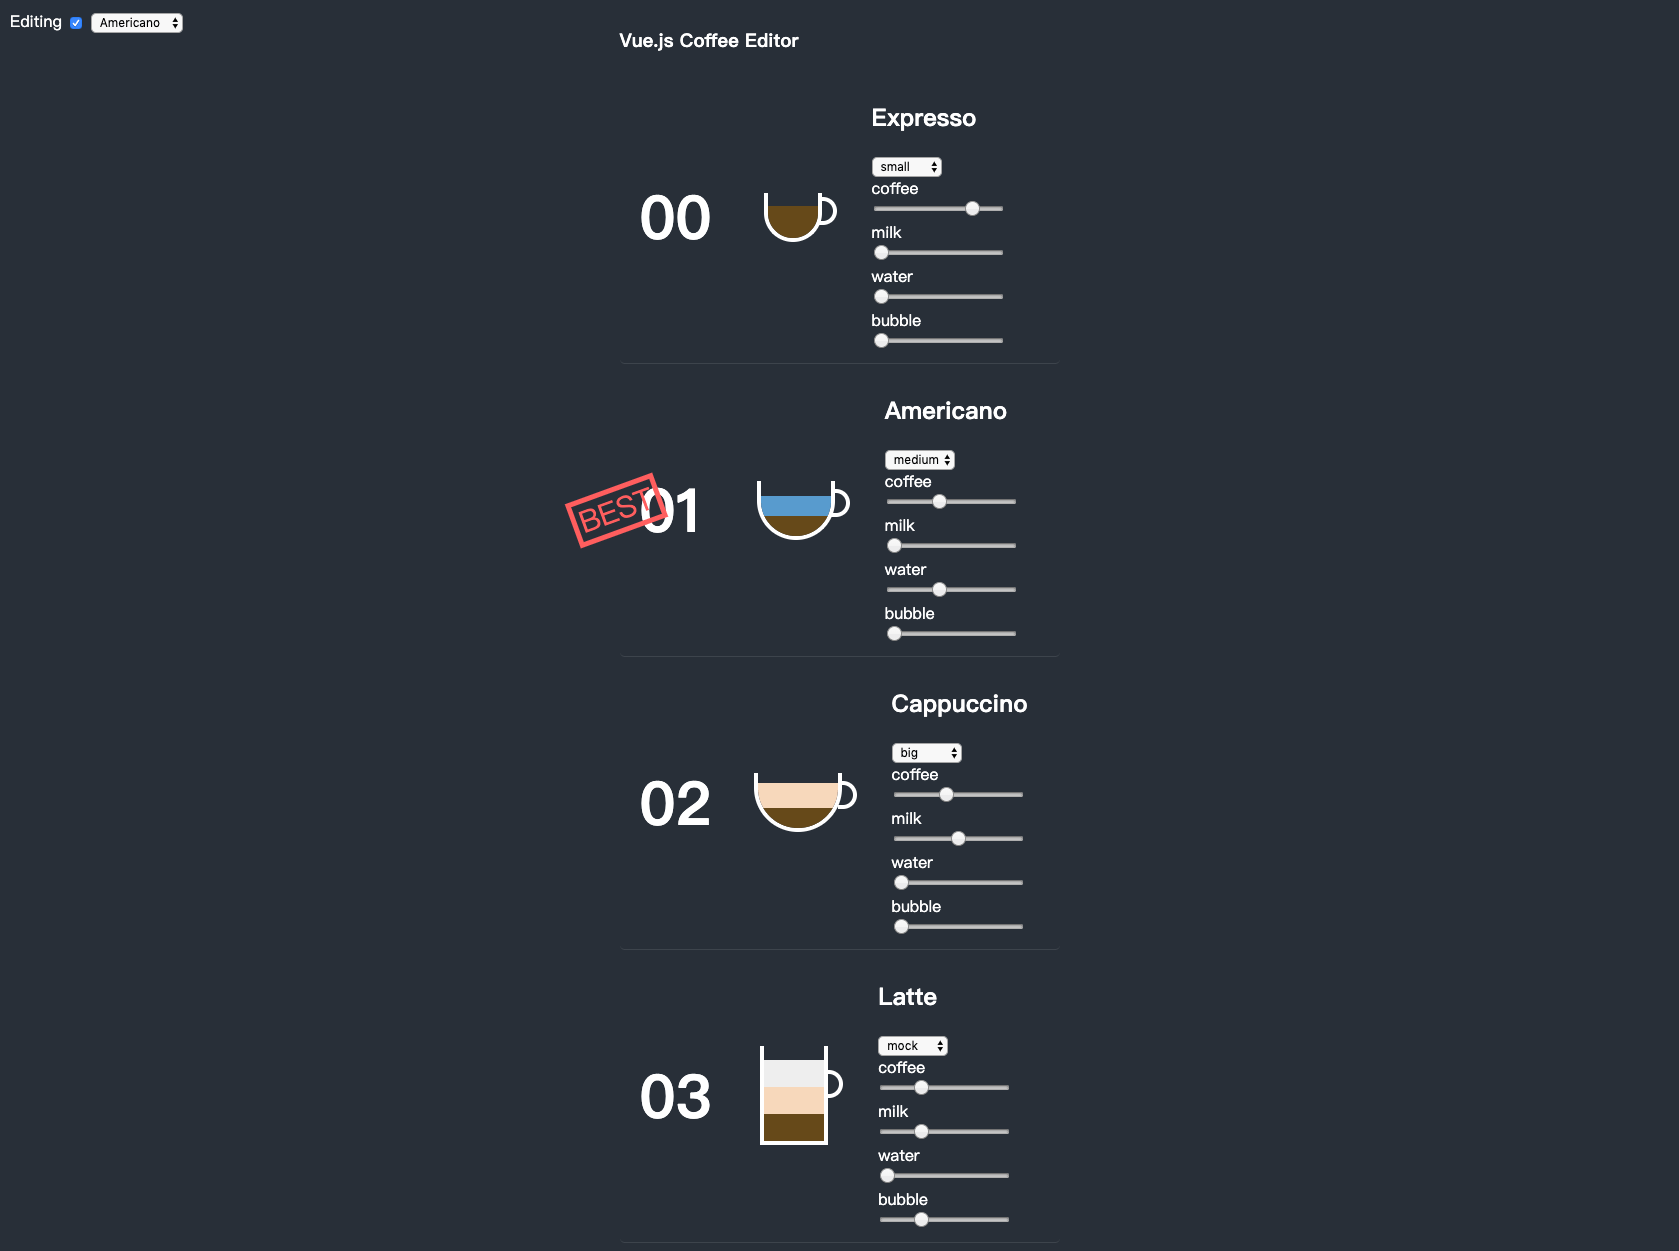 Editing Americano
Vue.js Coffee Editor
Expresso
small
coffee
00
milk
water
bubble
Americano
medium
coffee
BEST
01
milk
water
bubble
Cappuccino
big
coffee
02
milk
water
bubble
Latte
mock
coffee
03
milk
water
bubble